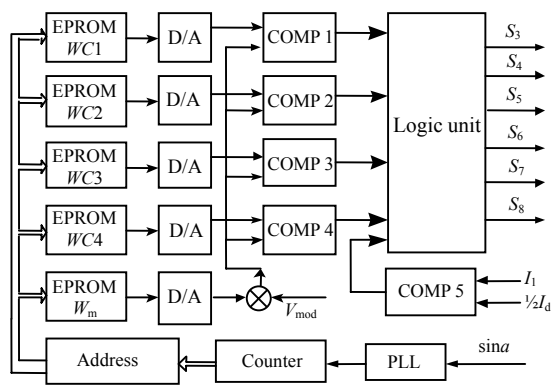 EPROM WC1 D/A COMP 1
EPROM WC2 D/A COMP 2
EPROM WC3 D/A COMP 3
EPROM WC4 D/A COMP 4
EPROM Wm D/A Vmod
Logic unit
S3
S4
S5
S6
S7
S8
COMP 5 I1
½Id
Address Counter PLL sina